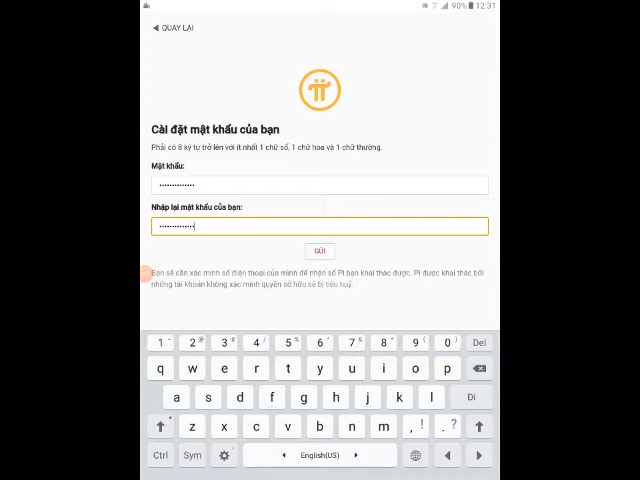 90% 12:31
QUAY LẠI
Cài đặt mật khẩu của bạn
Phải có 8 ký tự trở lên với ít nhất 1 chữ số, 1 chữ hoa và 1 chữ thường.
Mật khẩu:
Nhập lại mật khẩu của bạn:
GỬI
Bạn sẽ cần xác minh số điện thoại của mình để nhận số Pi bạn khai thác được. Pi được khai thác bởi
những tài khoản không xác minh quyền sở hữu sẽ bị tiêu huỷ.
1 2 @ 3 # 4 / 5 % 6 ^ 7 & 8 * 9 ( 0 ) Del
q w e r t y u i o p
a s d f g h j k l Di
z x c v b n m , ! . ?
Ctrl Sym English(US)